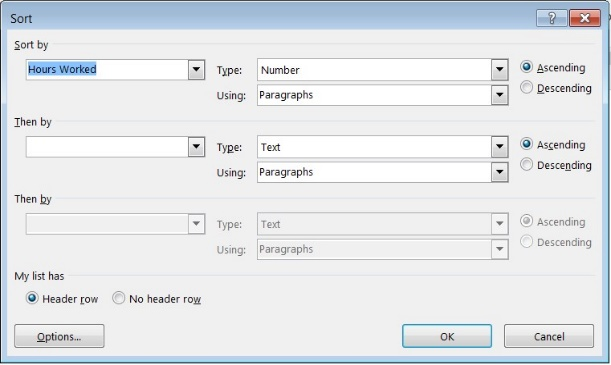 Sort
Sort by
Hours Worked Type: Number Ascending
Using: Paragraphs Descending
Then by
Type: Text Ascending
Using: Paragraphs Descending
Then by
Type: Text Ascending
Using: Paragraphs Descending
My list has
Header row No header row
Options... OK Cancel